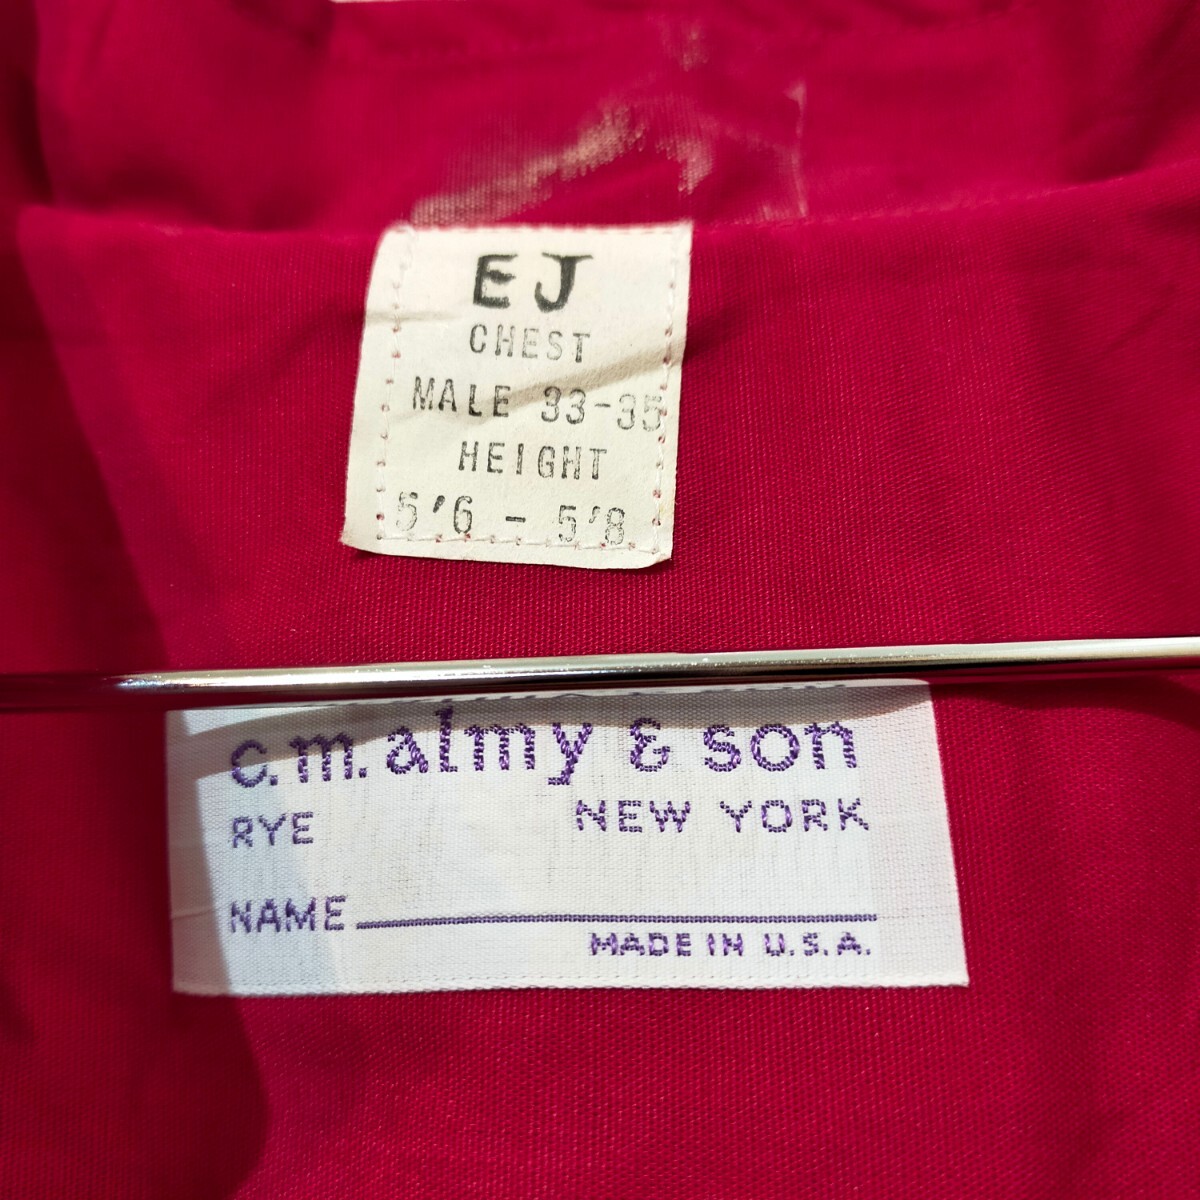 EJ
CHEST
MALE 33-35
HEIGHT
5'6 - 5'8
c.m. almy & son
RYE NEW YORK
NAME
MADE IN U.S.A.